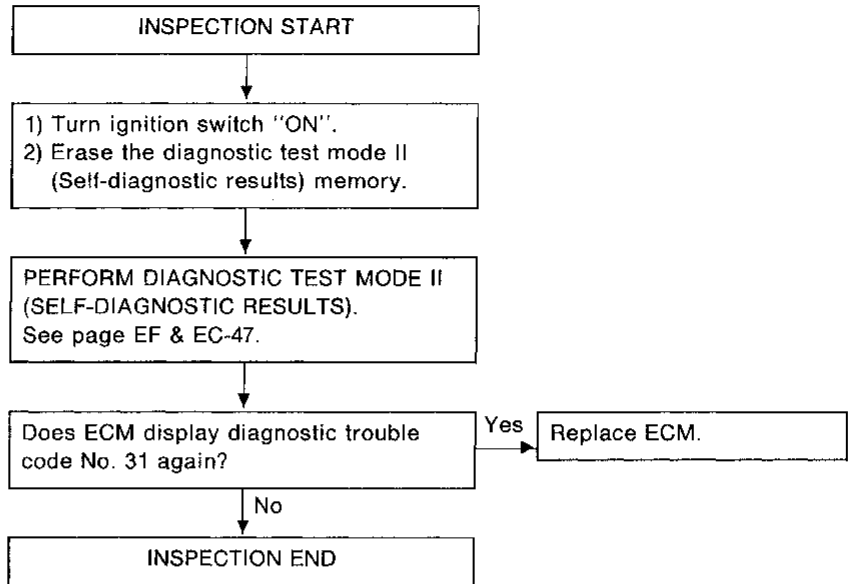 INSPECTION START
1) Turn ignition switch "ON".
2) Erase the diagnostic test mode II
(Self-diagnostic results) memory.
PERFORM DIAGNOSTIC TEST MODE II
(SELF-DIAGNOSTIC RESULTS).
See page EF & EC-47.
Does ECM display diagnostic trouble
code No. 31 again?
Yes
Replace ECM.
No
INSPECTION END